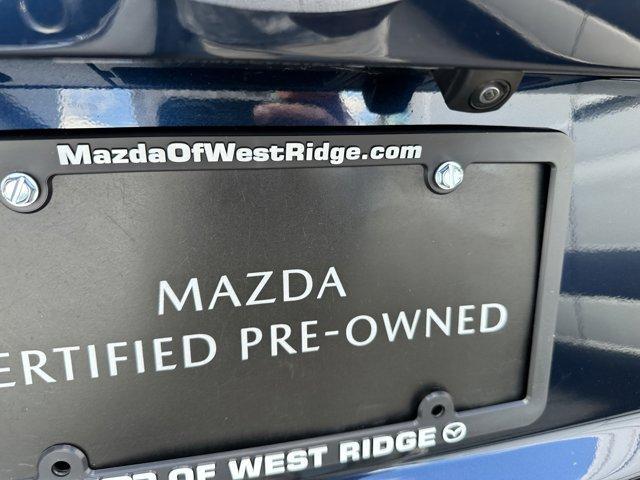 MazdaOfWestRidge.com
MAZDA
ERTIFIED PRE-OWNED
OF WEST RIDGE